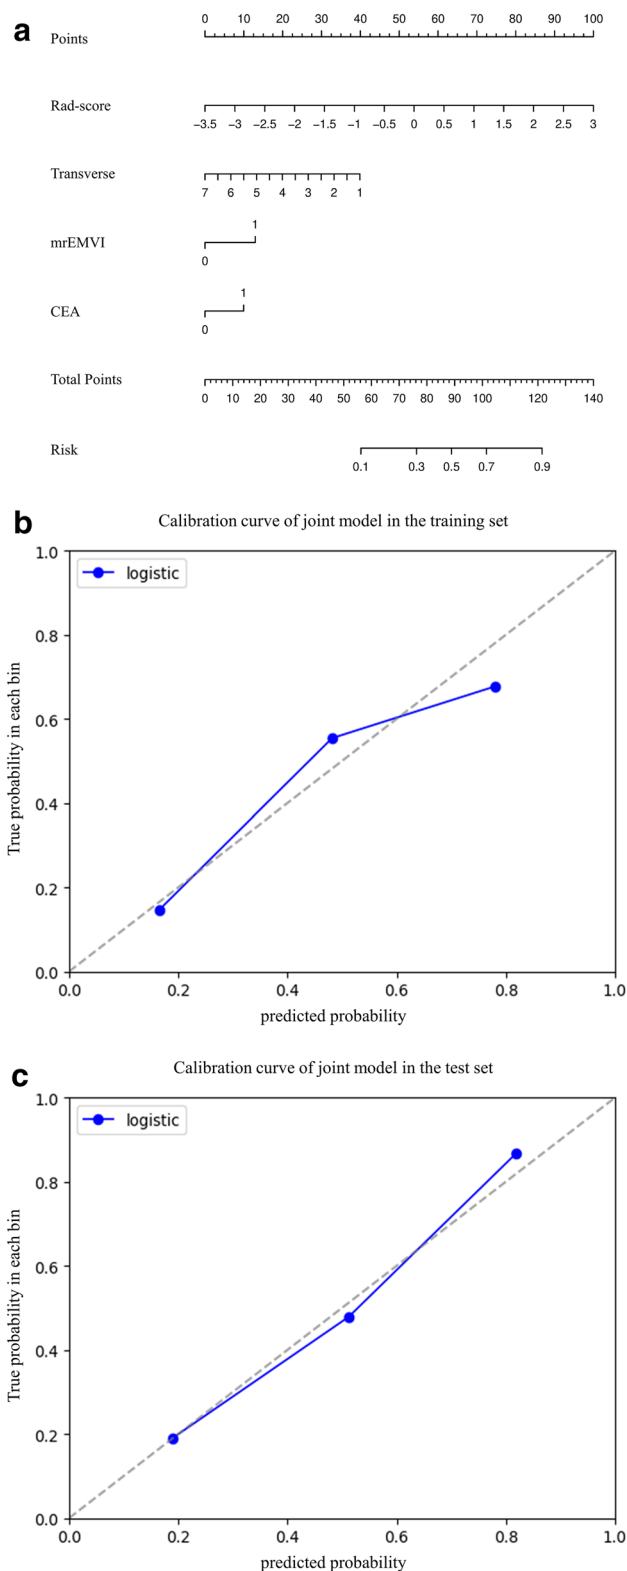 a
Points
0 10 20 30 40 50 60 70 80 90 100
Rad-score
−3.5 −3 −2.5 −2 −1.5 −1 −0.5 0 0.5 1 1.5 2 2.5 3
Transverse
7 6 5 4 3 2 1
mrEMVI
1
0
CEA
1
0
Total Points
0 10 20 30 40 50 60 70 80 90 100 120 140
Risk
0.1 0.3 0.5 0.7 0.9
b
Calibration curve of joint model in the training set
logistic
True probability in each bin
1.0
0.8
0.6
0.4
0.2
0.0
0.0 0.2 0.4 0.6 0.8 1.0
predicted probability
c
Calibration curve of joint model in the test set
logistic
True probability in each bin
1.0
0.8
0.6
0.4
0.2
0.0
0.0 0.2 0.4 0.6 0.8 1.0
predicted probability